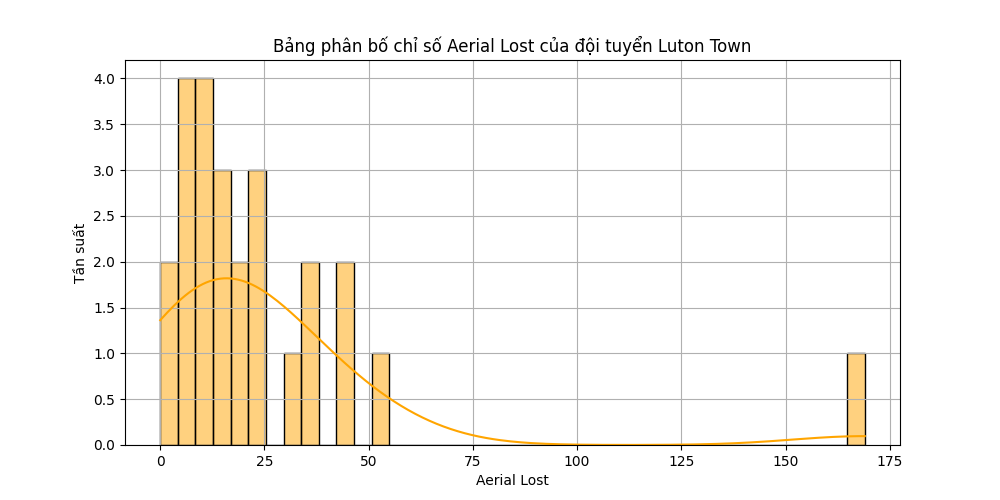 Bảng phân bố chỉ số Aerial Lost của đội tuyển Luton Town
4.0
3.5
3.0
2.5
2.0
1.5
1.0
0.5
0.0
Tần suất
0 25 50 75 100 125 150 175
Aerial Lost